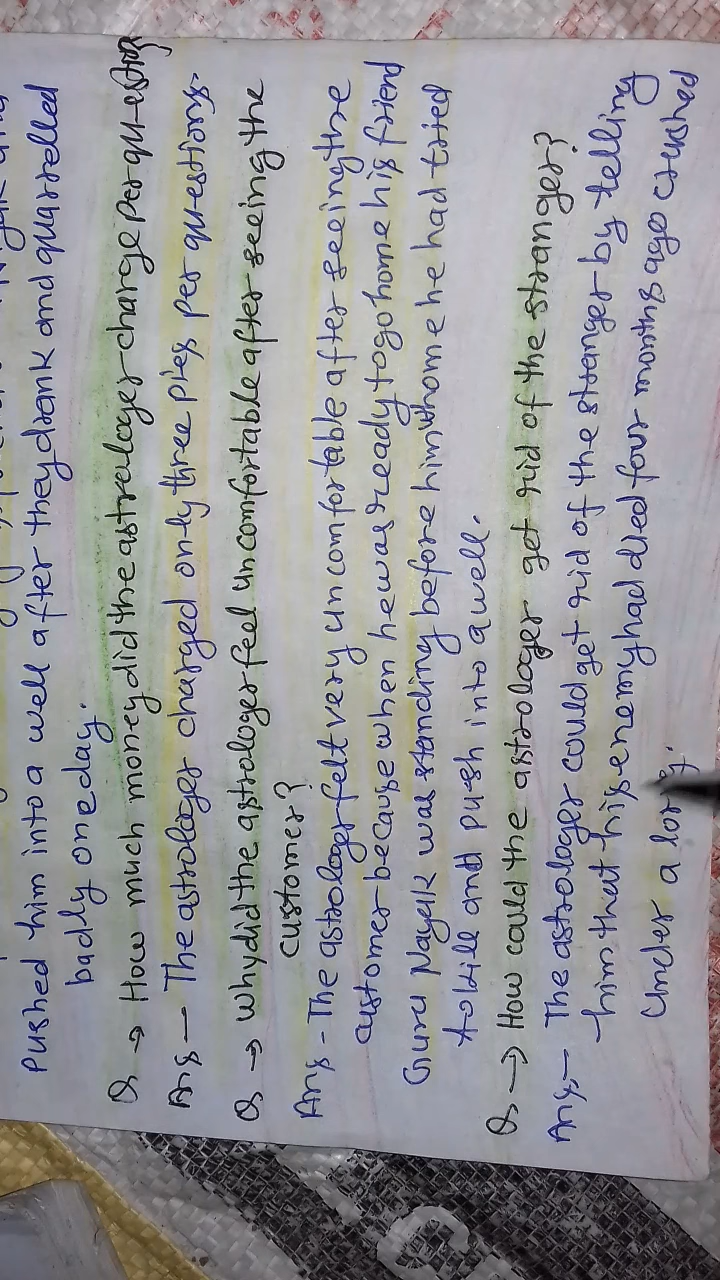 pushed him into a well after they drank and quarrelled
badly one day.
Q → How much money did the astrologer charge per question
Ans — The astrologer charged only three pies per questions.
Q → Why did the astrologer feel uncomfortable after seeing the
customer?
Ans - The astrologer felt very uncomfortable after seeing the
customer because when he was ready to go home his friend
Guru Nayak was standing before him whome he had tried
to kill and push into a well.
Q → How could the astrologer get rid of the stranger?
Ans — The astrologer could get rid of the stranger by telling
him that his enemy had died four months ago crushed
under a lorry.